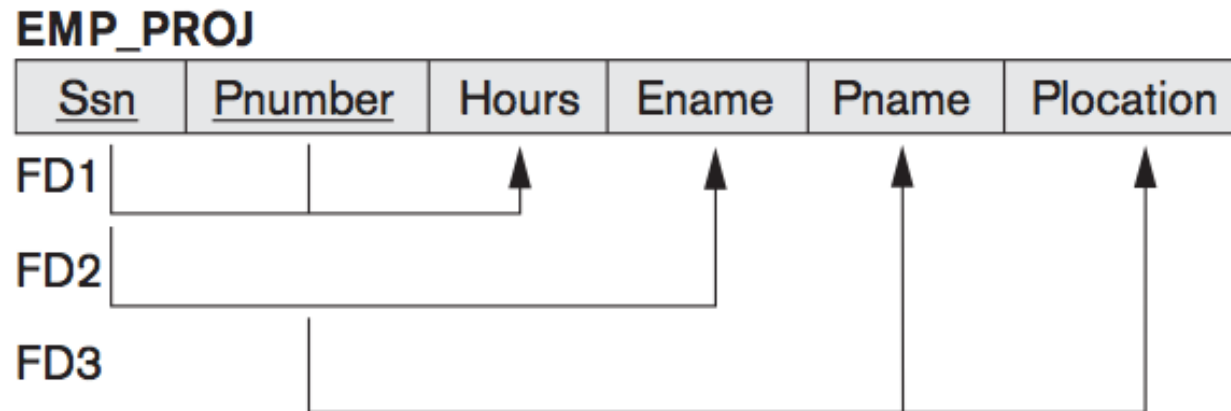 EMP_PROJ
Ssn Pnumber Hours Ename Pname Plocation
FD1
FD2
FD3